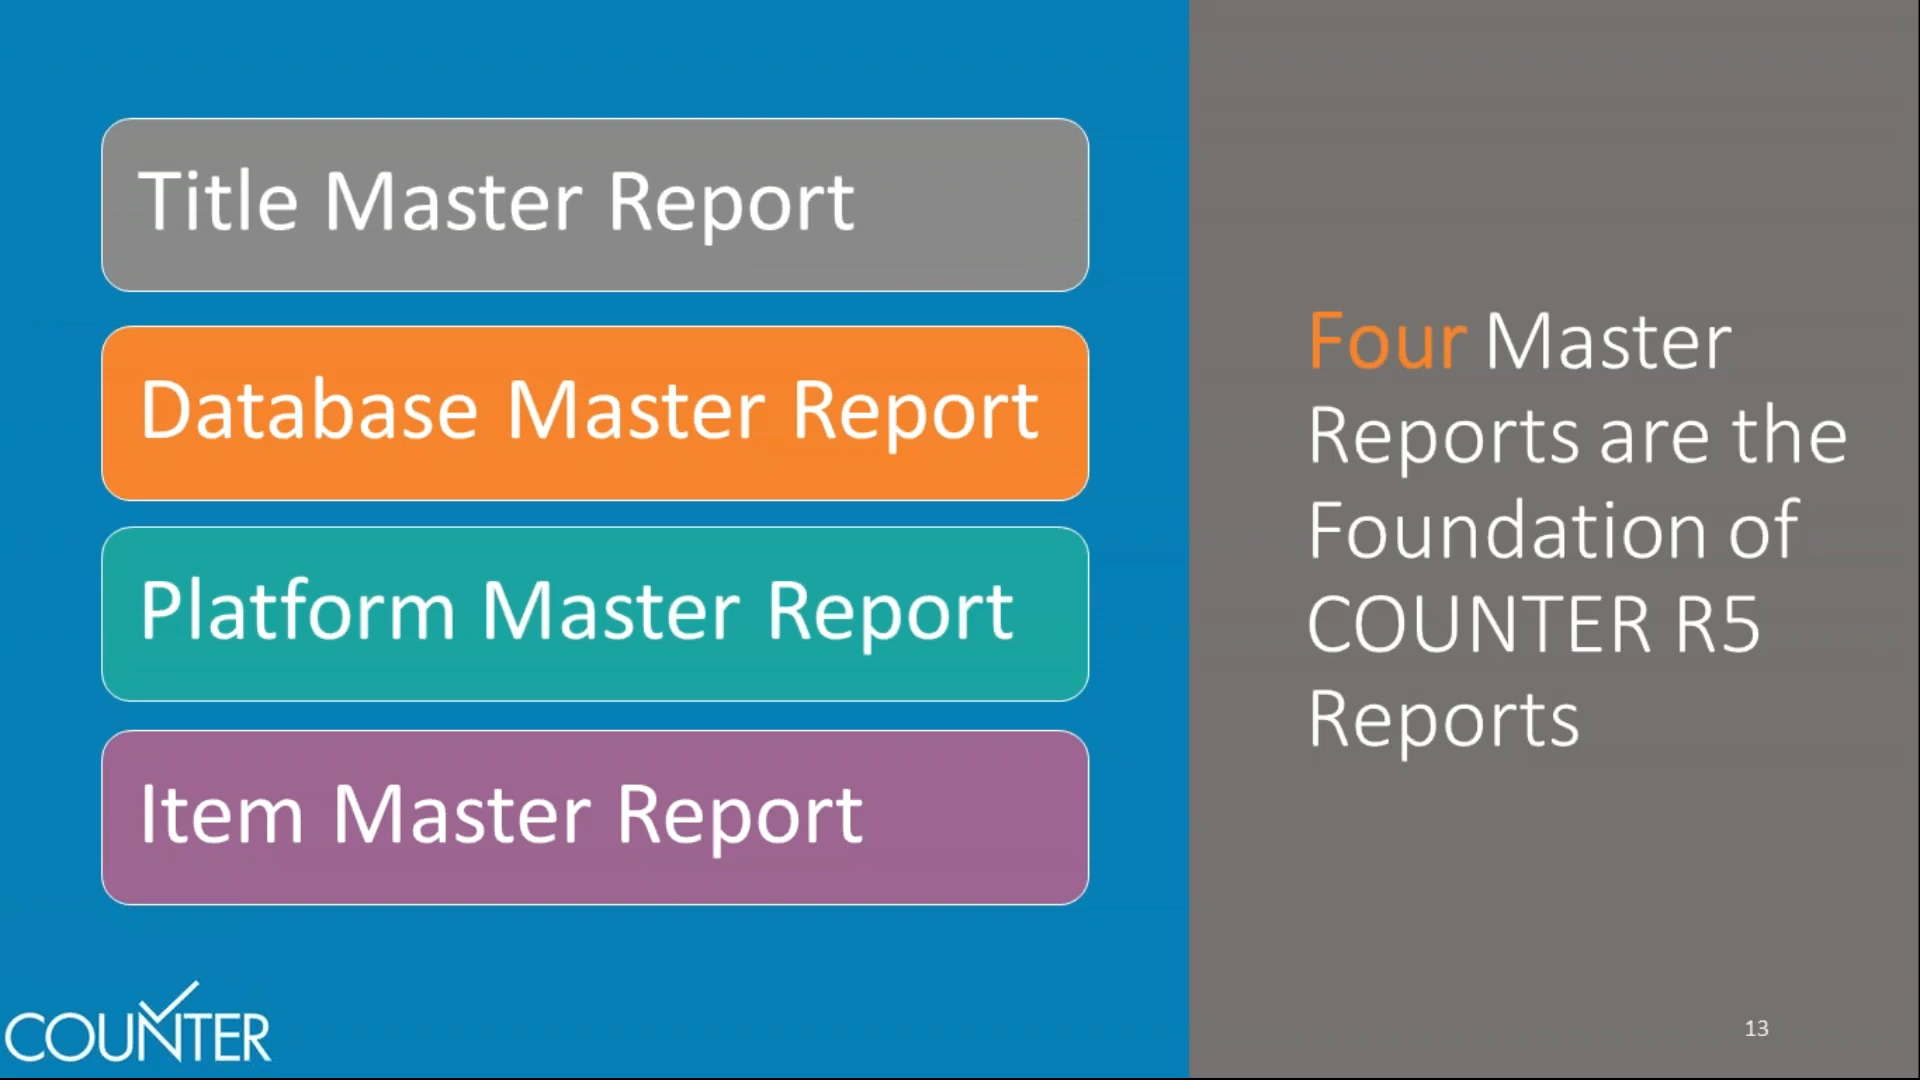 Title Master Report
Database Master Report
Platform Master Report
Item Master Report
Four Master
Reports are the
Foundation of
COUNTER R5
Reports
COUNTER
13